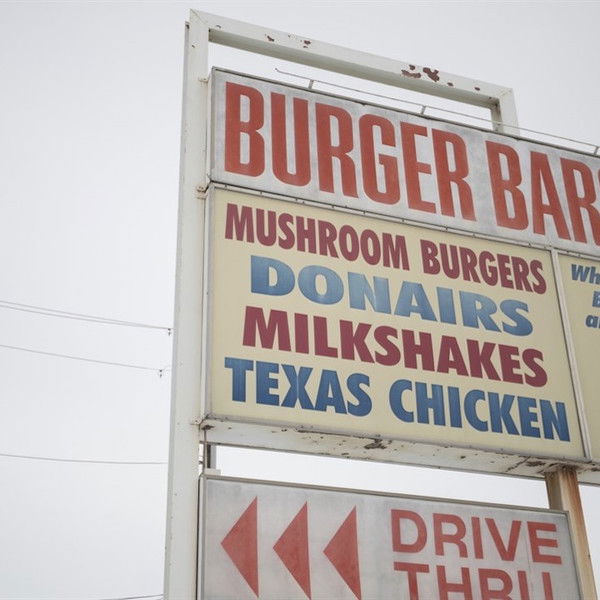 BURGER BAR
MUSHROOM BURGERS
DONAIRS
MILKSHAKES
TEXAS CHICKEN
DRIVE
THRU